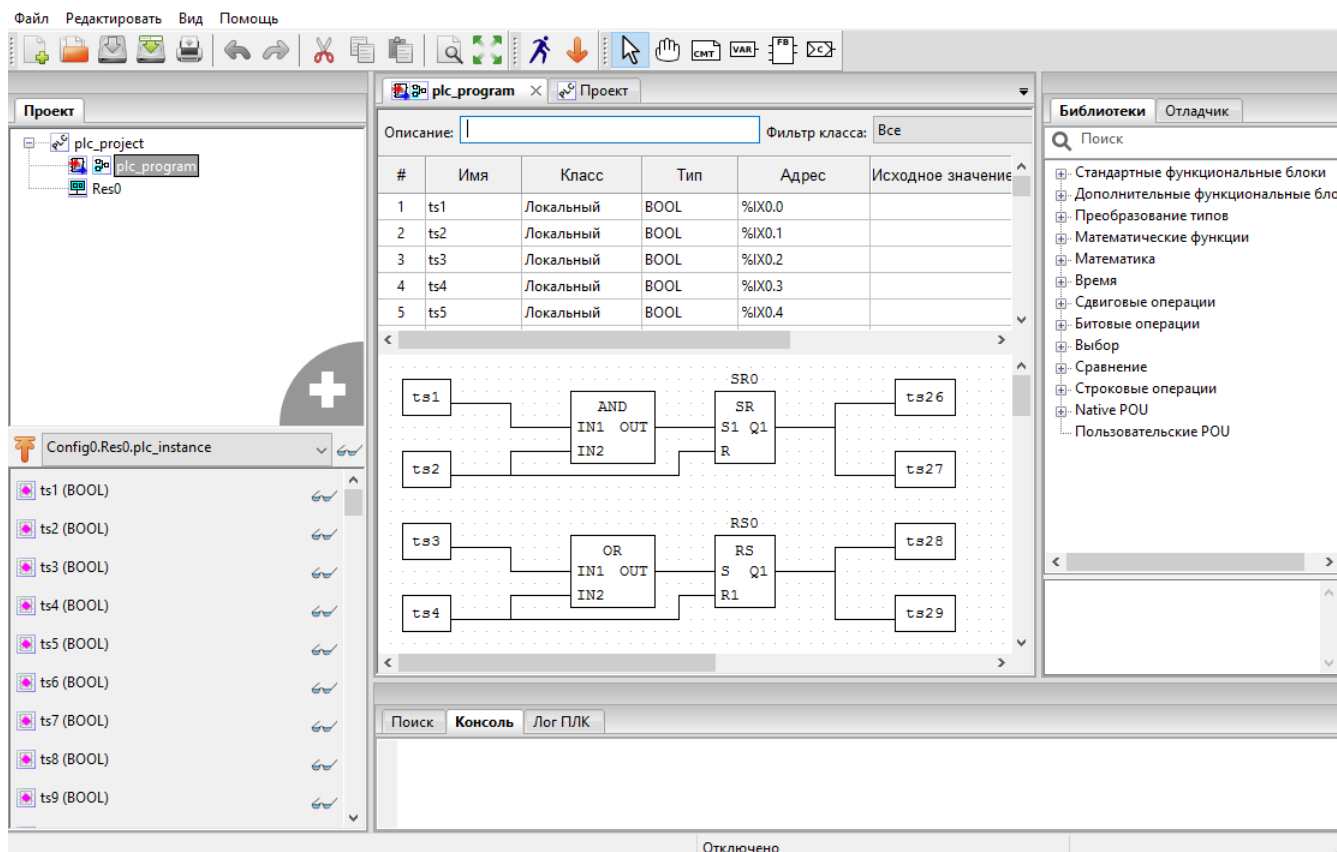 Файл Редактировать Вид Помощь
CMT VAR FB
Проект
plc_project
plc_program
Res0
Config0.Res0.plc_instance
ts1 (BOOL)
ts2 (BOOL)
ts3 (BOOL)
ts4 (BOOL)
ts5 (BOOL)
ts6 (BOOL)
ts7 (BOOL)
ts8 (BOOL)
ts9 (BOOL)
plc_program Проект
Описание: Фильтр класса: Все
# Имя Класс Тип Адрес Исходное значение
1 ts1 Локальный BOOL %IX0.0
2 ts2 Локальный BOOL %IX0.1
3 ts3 Локальный BOOL %IX0.2
4 ts4 Локальный BOOL %IX0.3
5 ts5 Локальный BOOL %IX0.4
SR0
ts1 AND SR ts26
IN1 OUT S1 Q1
IN2 R
ts2 ts27
RS0
ts3 OR RS ts28
IN1 OUT S Q1
IN2 R1
ts4 ts29
Поиск Консоль Лог ПЛК
Библиотеки Отладчик
Поиск
Стандартные функциональные блоки
Дополнительные функциональные бло
Преобразование типов
Математические функции
Математика
Время
Сдвиговые операции
Битовые операции
Выбор
Сравнение
Строковые операции
Native POU
Пользовательские POU
Отключено